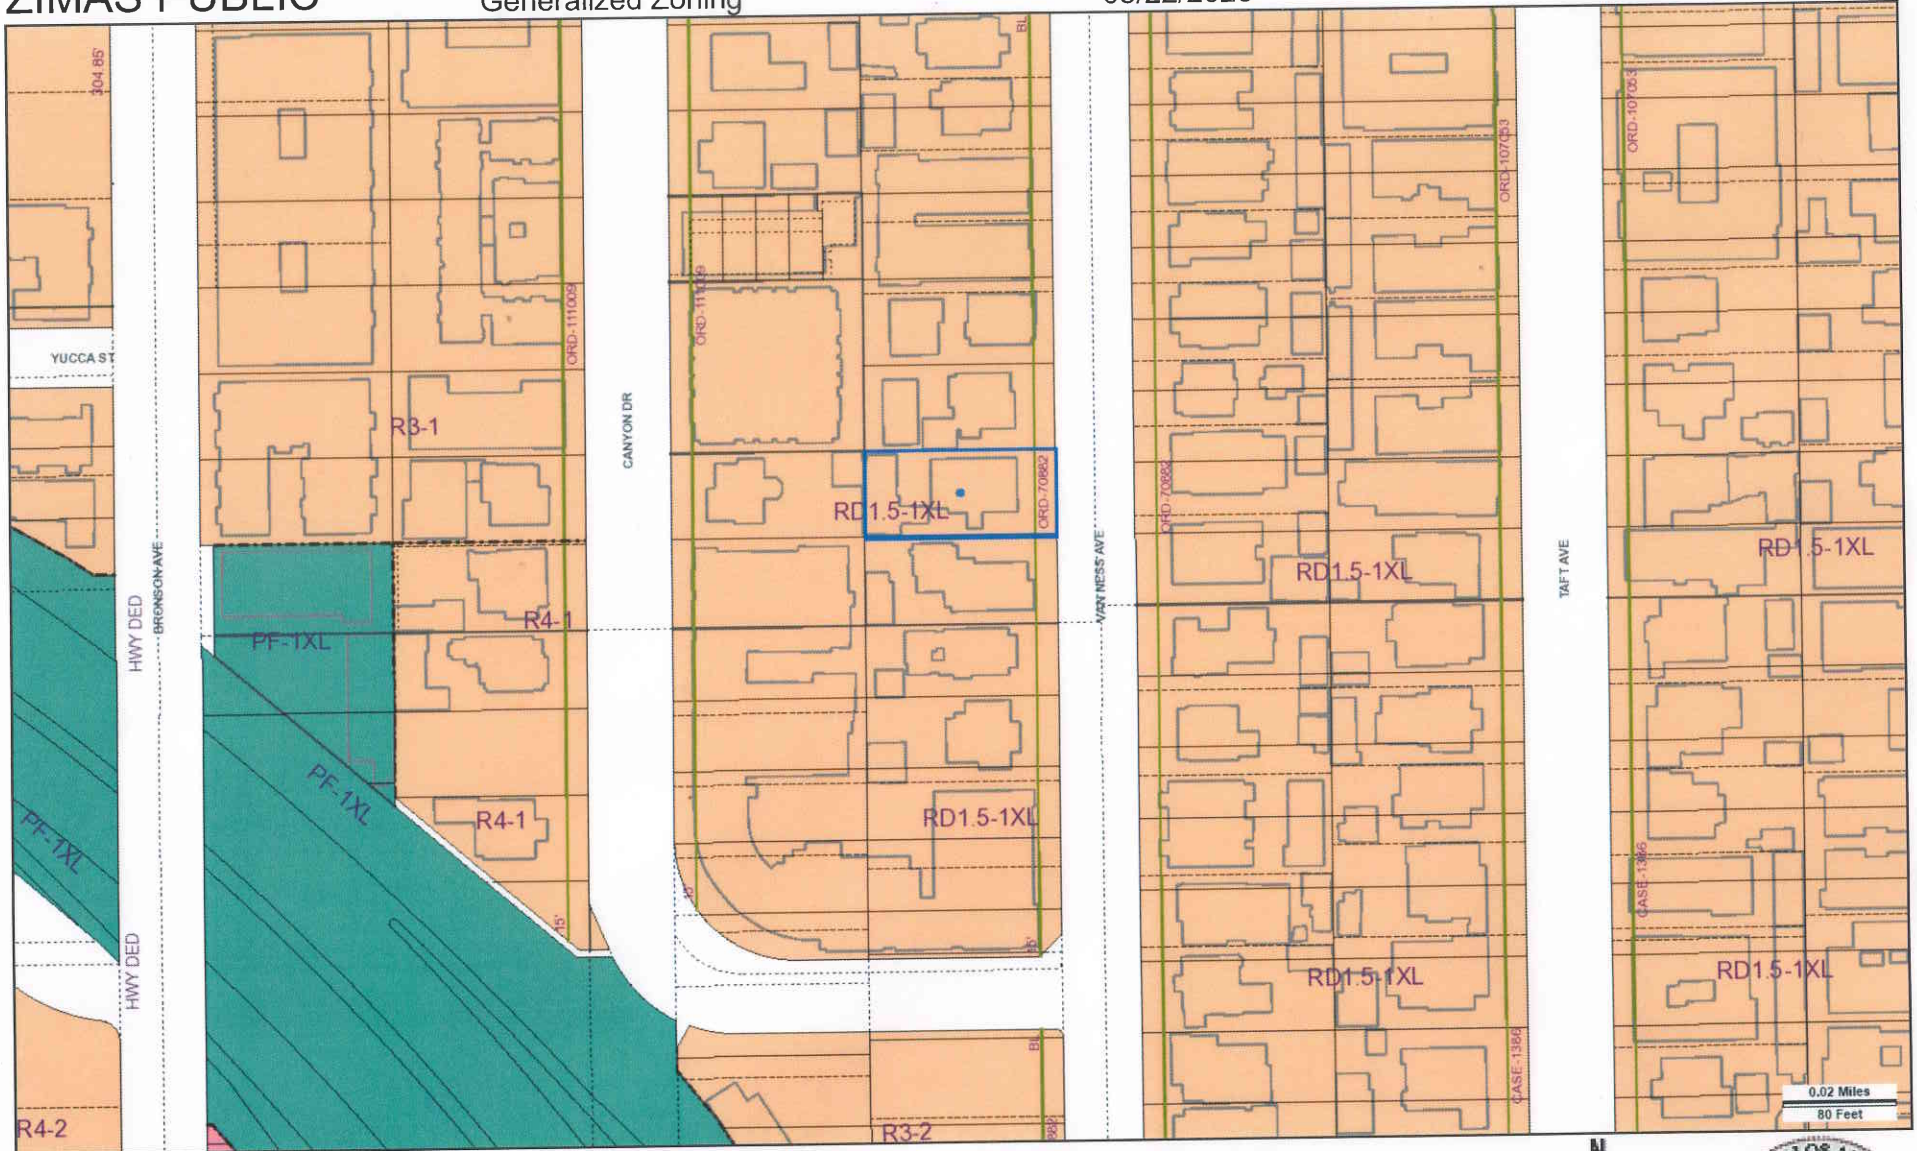 ZIMAS PUBLIC
Generalized Zoning
304.85'
BL
ORD-107053
ORD-107053
ORD-111009
ORD-111009
YUCCA ST
CANYON DR
R3-1
ORD-70882
ORD-70882
RD1.5-1XL
RD1.5-1XL
RD1.5-1XL
BRONSON AVE
VAN NESS AVE
TAFT AVE
HWY DED
R4-1
PF-1XL
PF-1XL
PF-1XL
R4-1
RD1.5-1XL
CASE-1386
15'
15'
15'
HWY DED
RD1.5-1XL
RD1.5-1XL
BL
CASE-1386
0.02 Miles
80 Feet
R4-2
R3-2
882
N